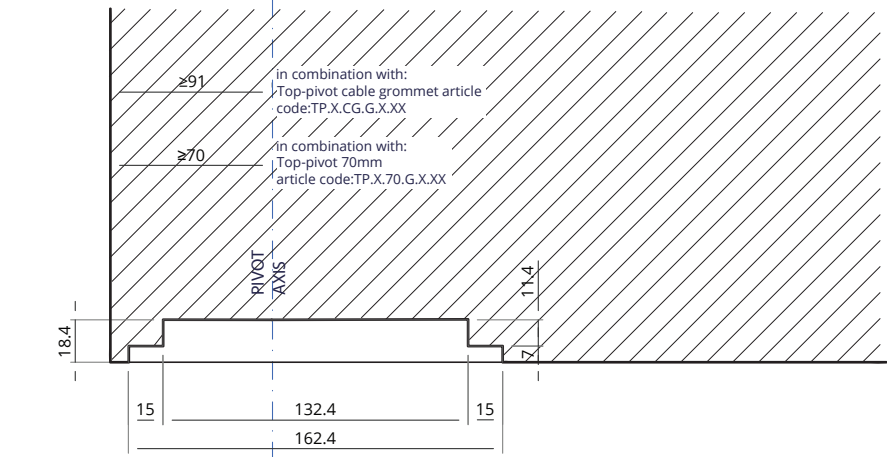 ≥91
in combination with:
Top-pivot cable grommet article
code:TP.X.CG.G.X.XX
≥70
in combination with:
Top-pivot 70mm
article code:TP.X.70.G.X.XX
PIVOT
AXIS
11.4
18.4
7
15
132.4
15
162.4